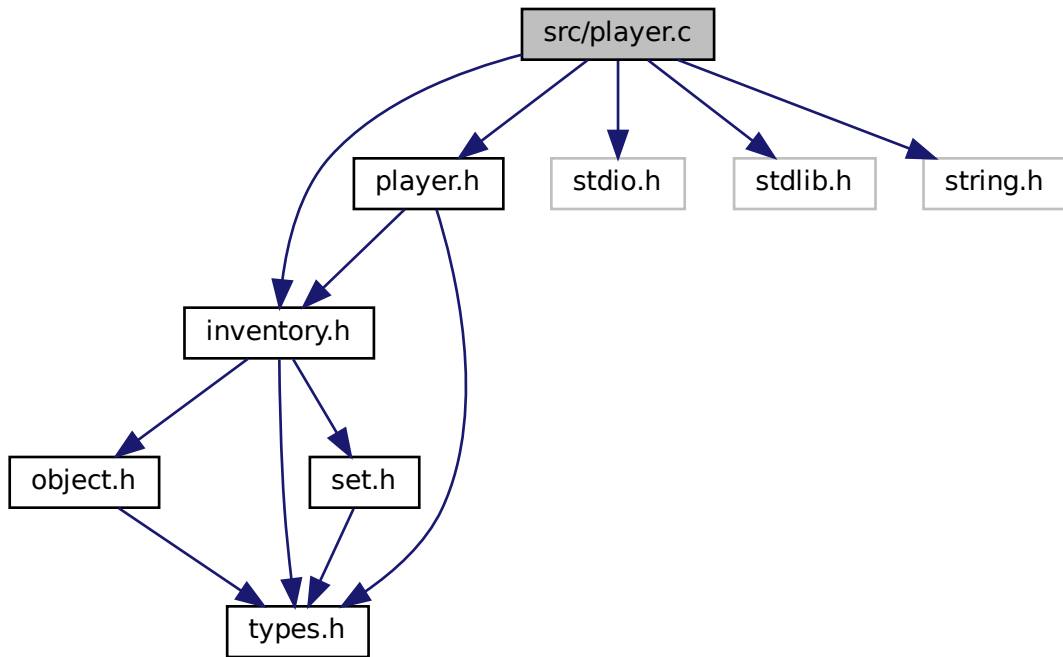 src/player.c
player.h
stdio.h
stdlib.h
string.h
inventory.h
object.h
set.h
types.h